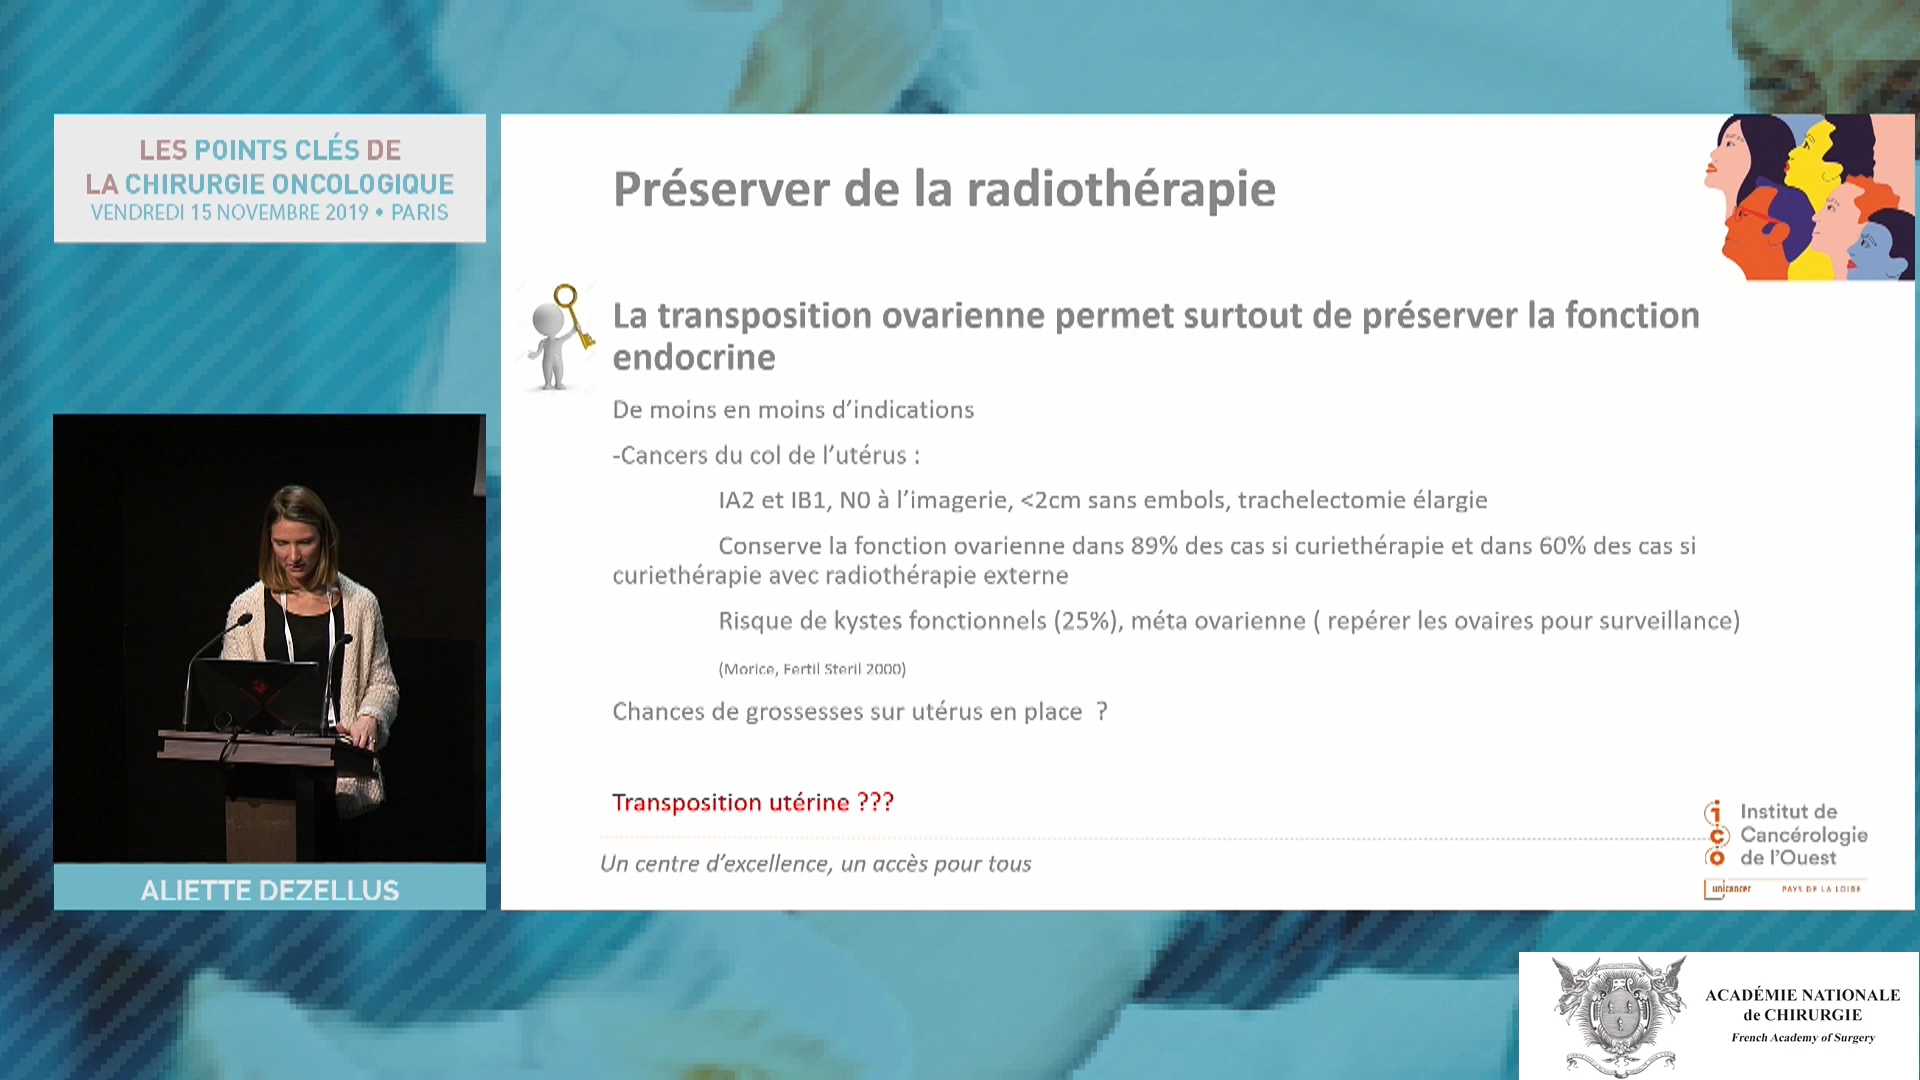 LES POINTS CLÉS DE
LA CHIRURGIE ONCOLOGIQUE
VENDREDI 15 NOVEMBRE 2019 • PARIS
ALIETTE DEZELLUS
Préserver de la radiothérapie
La transposition ovarienne permet surtout de préserver la fonction
endocrine
De moins en moins d’indications
-Cancers du col de l’utérus :
IA2 et IB1, N0 à l’imagerie, <2cm sans embols, trachelectomie élargie
Conserve la fonction ovarienne dans 89% des cas si curiethérapie et dans 60% des cas si
curiethérapie avec radiothérapie externe
Risque de kystes fonctionnels (25%), méta ovarienne ( repérer les ovaires pour surveillance)
(Morice, Fertil Steril 2000)
Chances de grossesses sur utérus en place ?
Transposition utérine ???
Un centre d’excellence, un accès pour tous
ico
Institut de
Cancérologie
de l’Ouest
unicancer PAYS DE LA LOIRE
ACADÉMIE NATIONALE
de CHIRURGIE
French Academy of Surgery